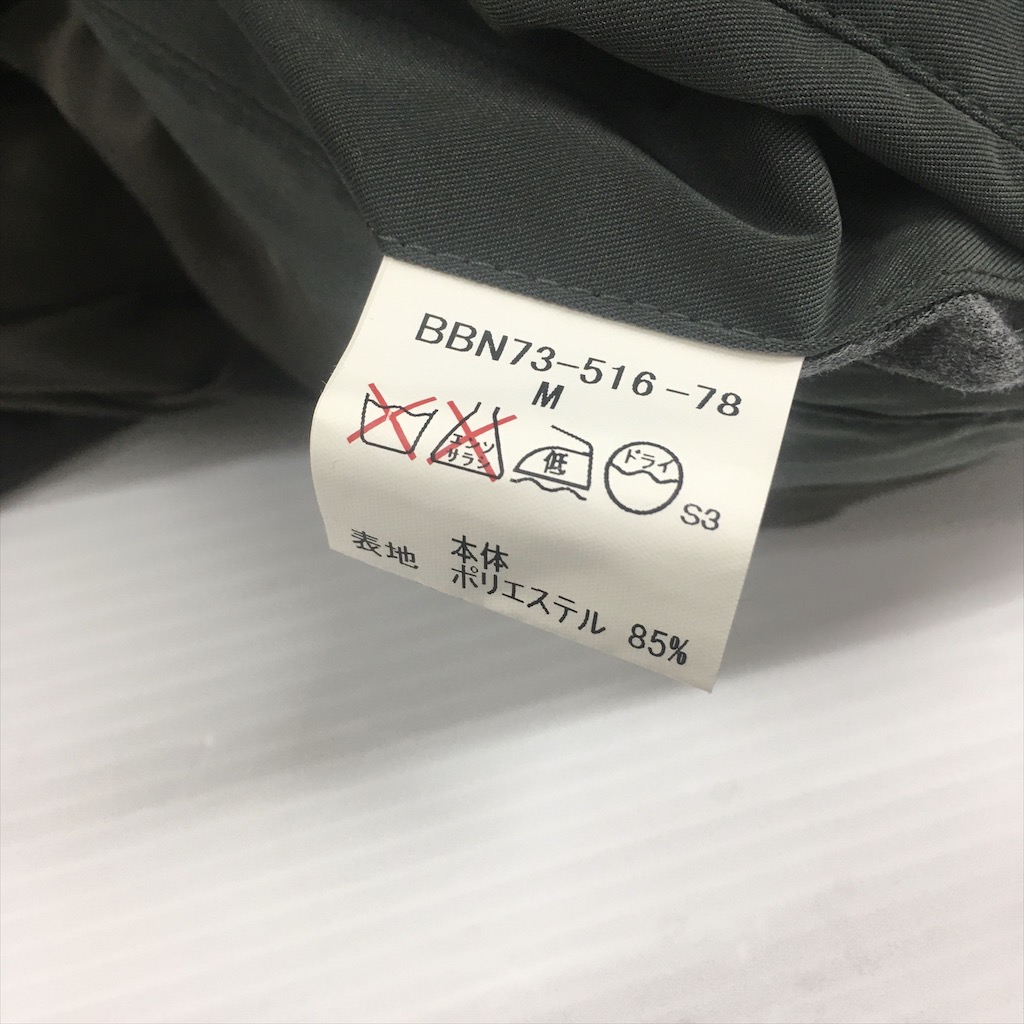 BBN73-516-78
M
エンソ
サラシ
低
ドライ
S3
表地 本体
ポリエステル 85%